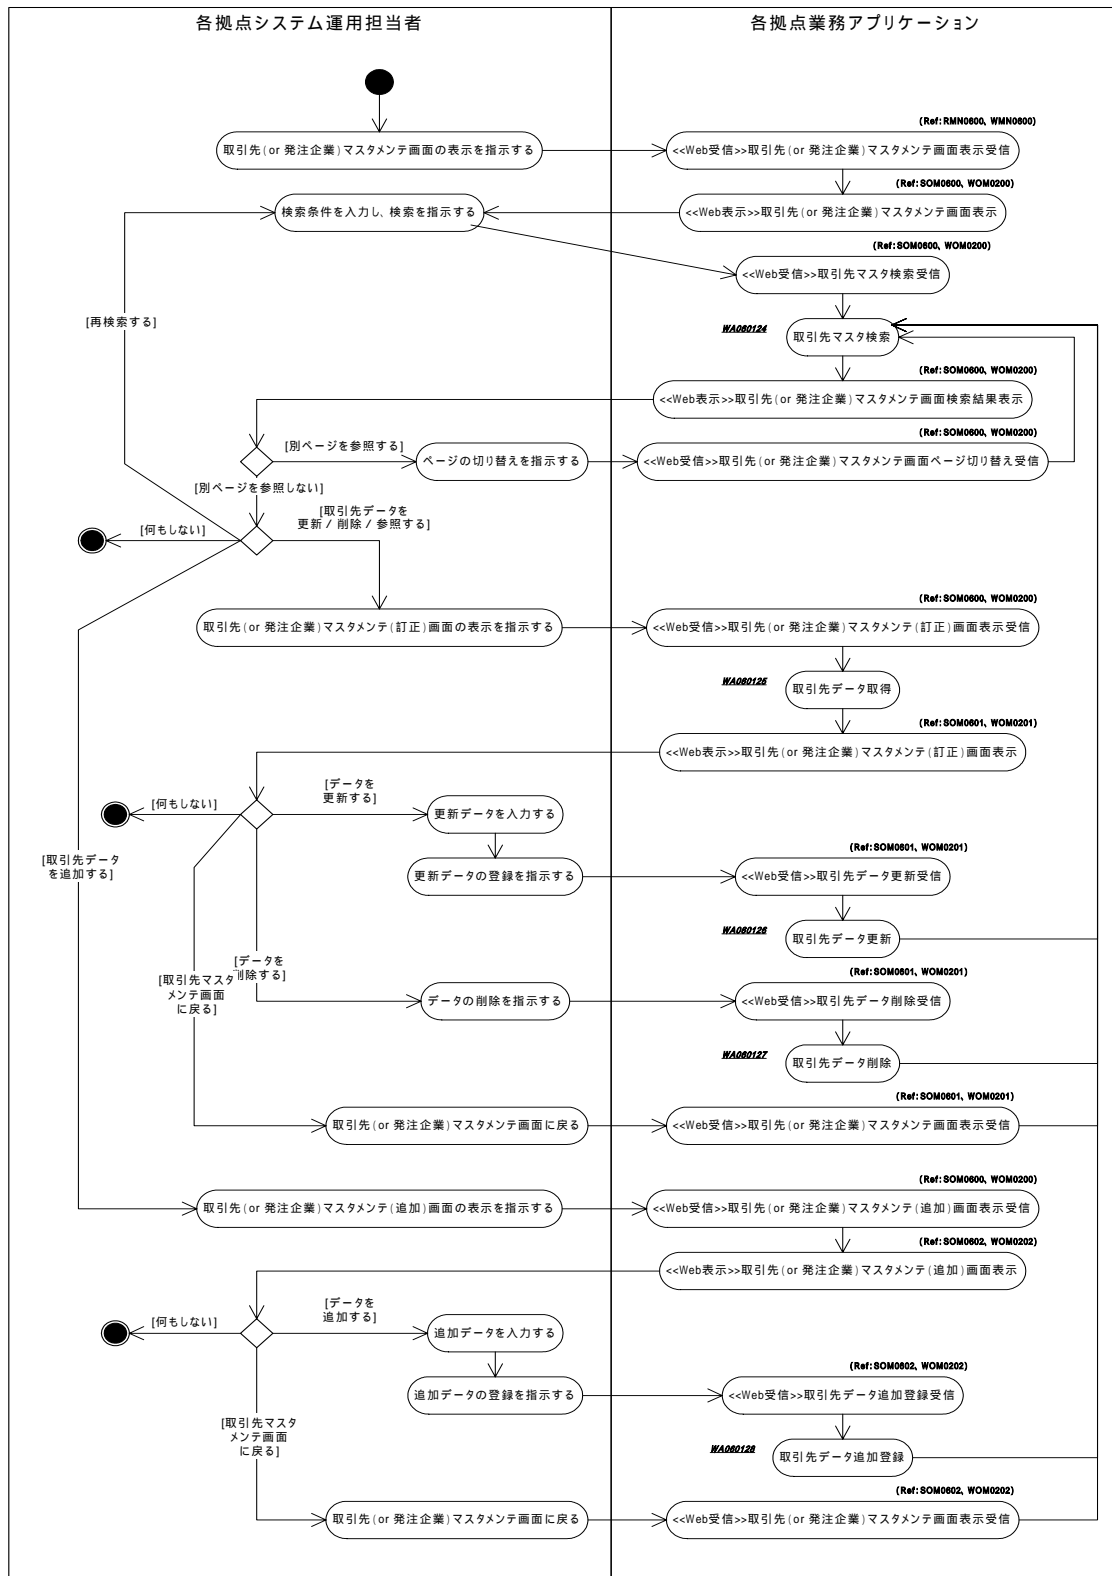 各拠点システム運用担当者
各拠点業務アプリケーション
(Ref:RMN0600、WMN0600)
取引先(or 発注企業)マスタメンテ画面の表示を指示する
<<Web受信>>取引先(or 発注企業)マスタメンテ画面表示受信
(Ref:SOM0600、WOM0200)
検索条件を入力し、検索を指示する
<<Web表示>>取引先(or 発注企業)マスタメンテ画面表示
(Ref:SOM0600、WOM0200)
<<Web受信>>取引先マスタ検索受信
[再検索する]
WA060124
取引先マスタ検索
(Ref:SOM0600、WOM0200)
<<Web表示>>取引先(or 発注企業)マスタメンテ画面検索結果表示
(Ref:SOM0600、WOM0200)
[別ページを参照する]
ページの切り替えを指示する
<<Web受信>>取引先(or 発注企業)マスタメンテ画面ページ切り替え受信
[別ページを参照しない]
[取引先データを
更新 / 削除 / 参照する]
[何もしない]
(Ref:SOM0600、WOM0200)
取引先(or 発注企業)マスタメンテ(訂正)画面の表示を指示する
<<Web受信>>取引先(or 発注企業)マスタメンテ(訂正)画面表示受信
WA060125
取引先データ取得
(Ref:SOM0601、WOM0201)
<<Web表示>>取引先(or 発注企業)マスタメンテ(訂正)画面表示
[データを
更新する]
[何もしない]
更新データを入力する
[取引先データ
を追加する]
(Ref:SOM0601、WOM0201)
更新データの登録を指示する
<<Web受信>>取引先データ更新受信
WA060126
取引先データ更新
[データを
削除する]
[取引先マスタ
メンテ画面
に戻る]
(Ref:SOM0601、WOM0201)
データの削除を指示する
<<Web受信>>取引先データ削除受信
WA060127
取引先データ削除
(Ref:SOM0601、WOM0201)
取引先(or 発注企業)マスタメンテ画面に戻る
<<Web受信>>取引先(or 発注企業)マスタメンテ画面表示受信
(Ref:SOM0600、WOM0200)
取引先(or 発注企業)マスタメンテ(追加)画面の表示を指示する
<<Web受信>>取引先(or 発注企業)マスタメンテ(追加)画面表示受信
(Ref:SOM0602、WOM0202)
<<Web表示>>取引先(or 発注企業)マスタメンテ(追加)画面表示
[データを
追加する]
[何もしない]
追加データを入力する
(Ref:SOM0602、WOM0202)
追加データの登録を指示する
<<Web受信>>取引先データ追加登録受信
[取引先マスタ
メンテ画面
に戻る]
WA060128
取引先データ追加登録
(Ref:SOM0602、WOM0202)
取引先(or 発注企業)マスタメンテ画面に戻る
<<Web受信>>取引先(or 発注企業)マスタメンテ画面表示受信